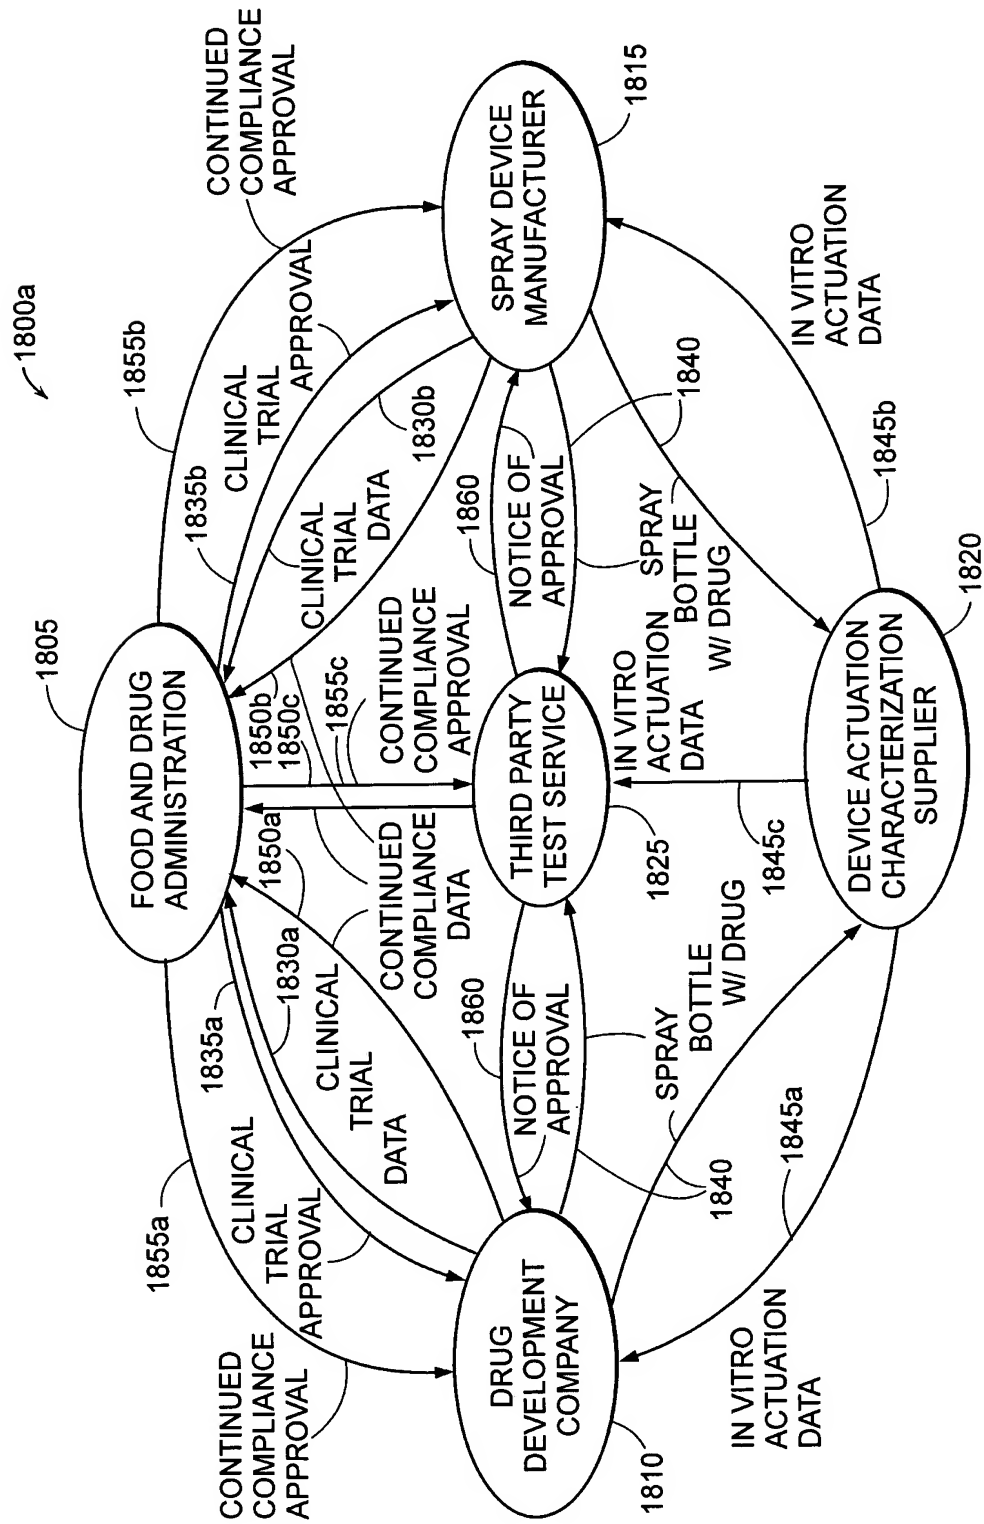 1800a
1805
FOOD AND DRUG
ADMINISTRATION
1855a
1855b
CONTINUED
COMPLIANCE
APPROVAL
CONTINUED
COMPLIANCE
APPROVAL
1835a
1835b
CLINICAL
TRIAL
APPROVAL
CLINICAL
TRIAL
APPROVAL
1830a
1830b
CLINICAL
TRIAL
DATA
CLINICAL
TRIAL
DATA
1850a
1850b
1850c
1855c
CONTINUED
COMPLIANCE
DATA
CONTINUED
COMPLIANCE
APPROVAL
DRUG
DEVELOPMENT
COMPANY
1810
1860
NOTICE OF
APPROVAL
THIRD PARTY
TEST SERVICE
1825
1860
NOTICE OF
APPROVAL
SPRAY DEVICE
MANUFACTURER
1815
1840
SPRAY
BOTTLE
W/ DRUG
IN VITRO
ACTUATION
DATA
SPRAY
BOTTLE
W/ DRUG
1840
1845a
1845c
1845b
IN VITRO
ACTUATION
DATA
DEVICE ACTUATION
CHARACTERIZATION
SUPPLIER
1820
IN VITRO
ACTUATION
DATA